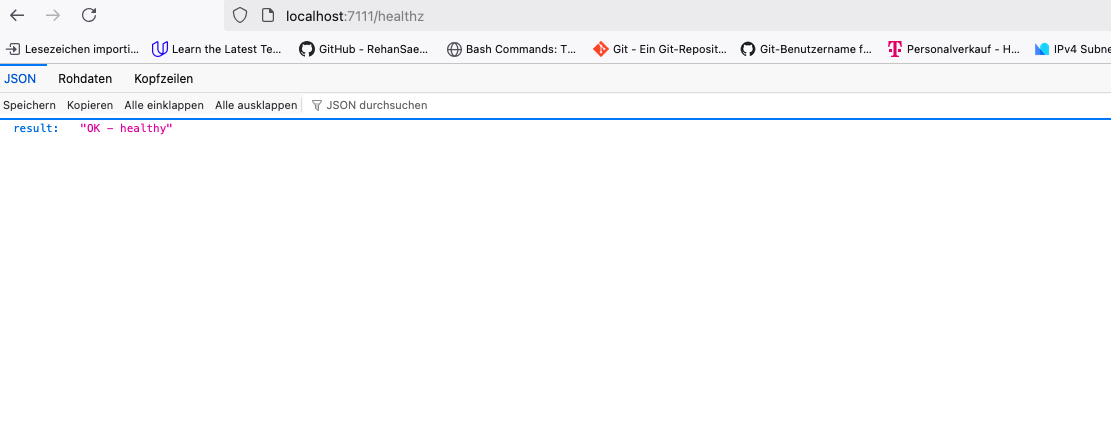 localhost:7111/healthz
Lesezeichen importi... Learn the Latest Te... GitHub - RehanSae... Bash Commands: T... Git - Ein Git-Reposit... Git-Benutzername f... Personalverkauf - H... IPv4 Subne
JSON Rohdaten Kopfzeilen
Speichern Kopieren Alle einklappen Alle ausklappen JSON durchsuchen
result: "OK - healthy"